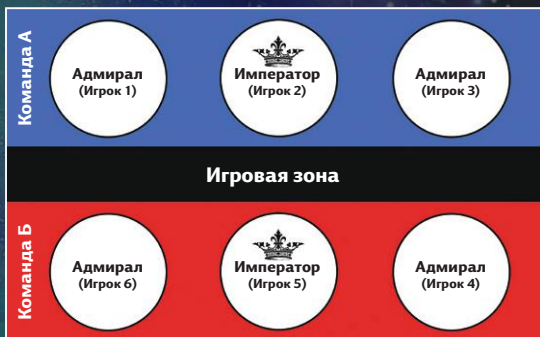 Команда А
Адмирал
(Игрок 1)
Император
(Игрок 2)
Адмирал
(Игрок 3)
Игровая зона
Команда Б
Адмирал
(Игрок 6)
Император
(Игрок 5)
Адмирал
(Игрок 4)